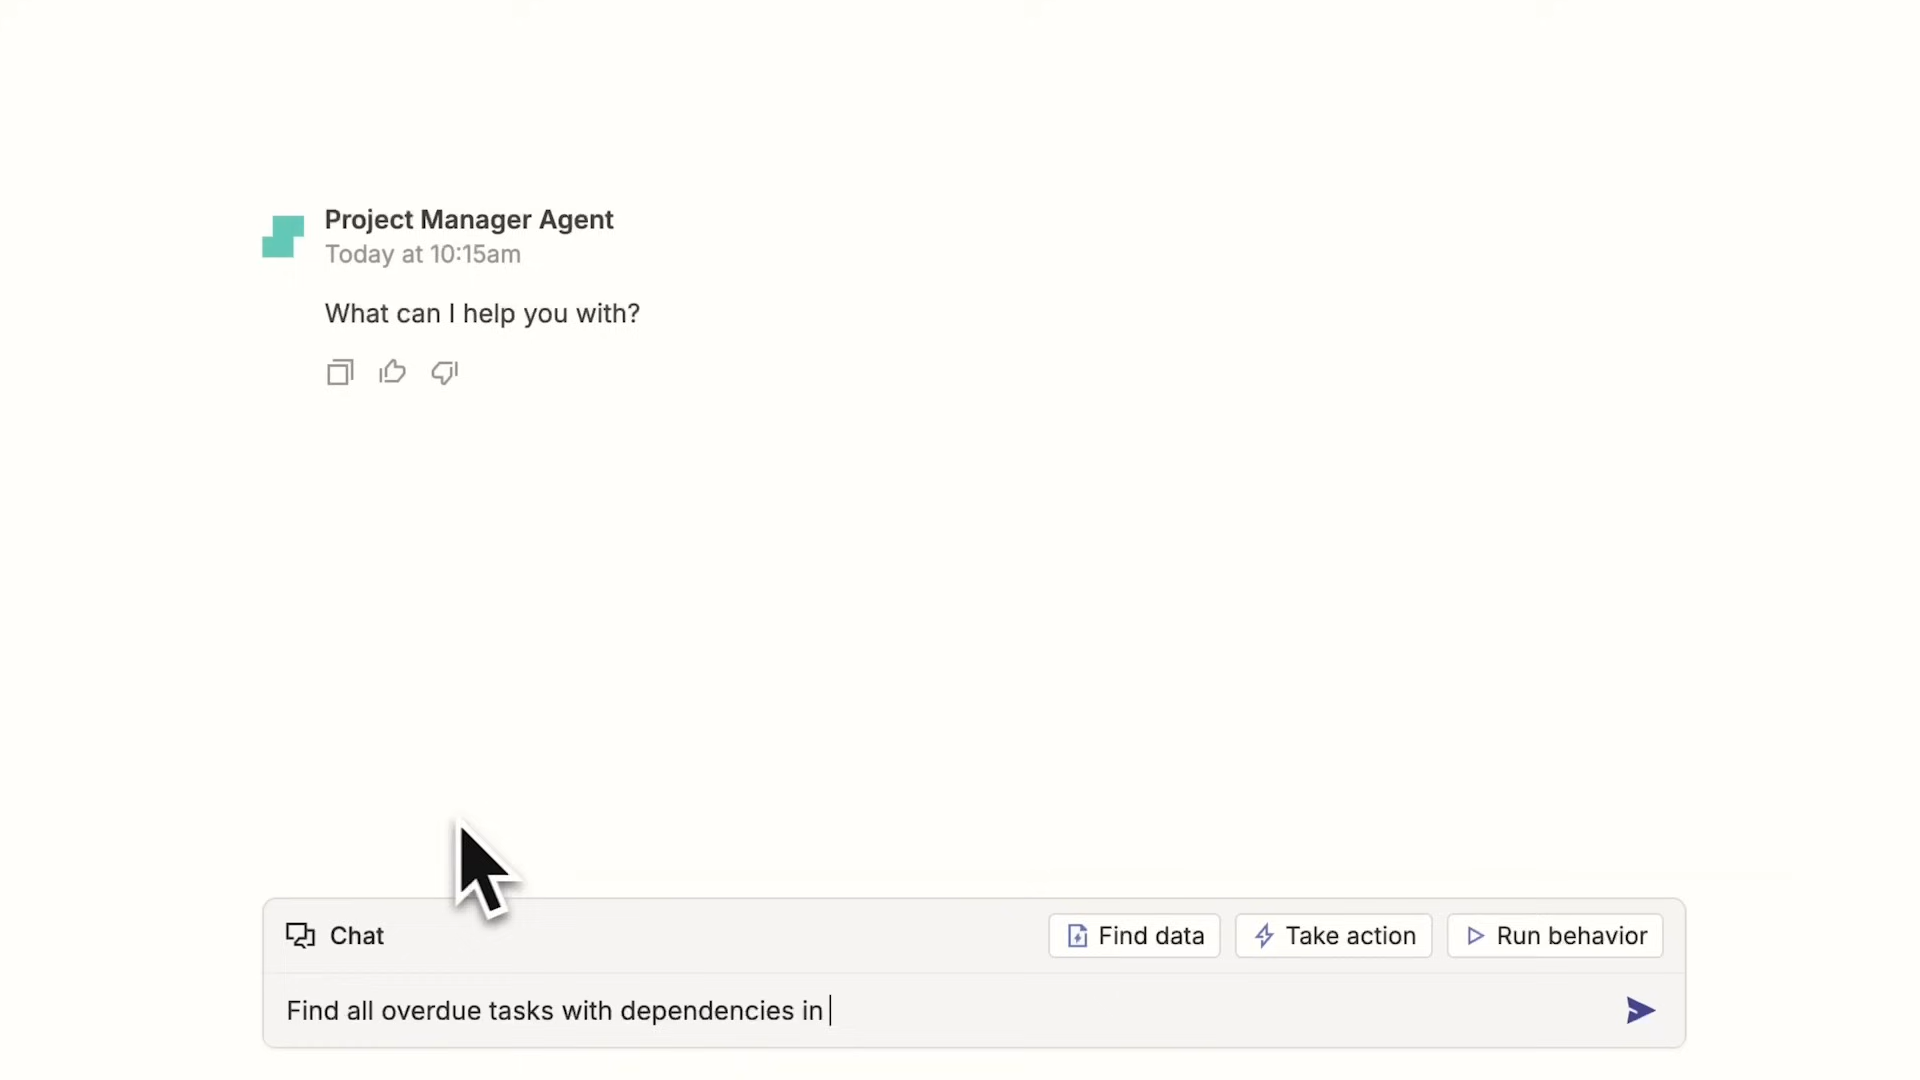 Project Manager Agent
Today at 10:15am
What can I help you with?
Chat
Find data
Take action
Run behavior
Find all overdue tasks with dependencies in